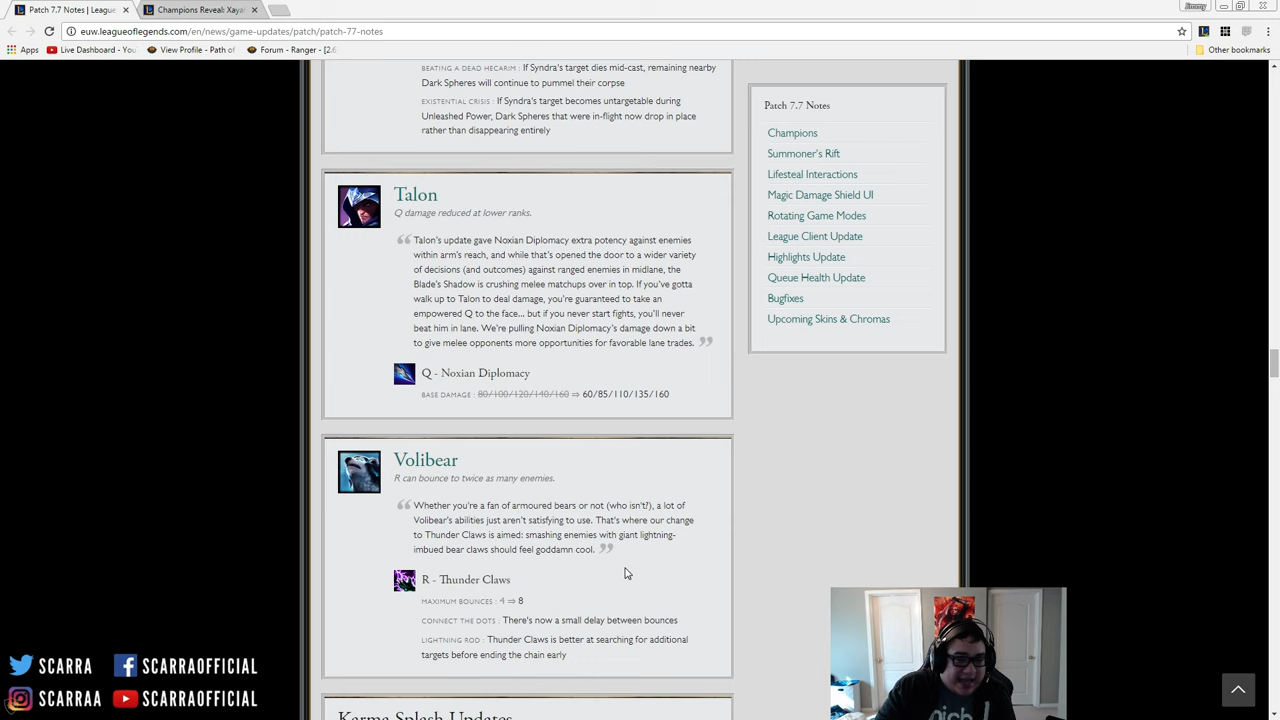 Patch 7.7 Notes | Leagu
Champions Reveal: Xaya
Jimmy
euw.leagueoflegends.com/en/news/game-updates/patch/patch-77-notes
Apps
Live Dashboard - You
View Profile - Path of
Forum - Ranger - [2.6
Other bookmarks
BEATING A DEAD HECARIM : If Syndra's target dies mid-cast, remaining nearby
Dark Spheres will continue to pummel their corpse
EXISTENTIAL CRISIS : If Syndra's target becomes untargetable during
Unleashed Power, Dark Spheres that were in-flight now drop in place
rather than disappearing entirely
Talon
Q damage reduced at lower ranks.
Talon's update gave Noxian Diplomacy extra potency against enemies
within arm's reach, and while that's opened the door to a wider variety
of decisions (and outcomes) against ranged enemies in midlane, the
Blade's Shadow is crushing melee matchups over in top. If you've gotta
walk up to Talon to deal damage, you're guaranteed to take an
empowered Q to the face... but if you never start fights, you'll never
beat him in lane. We're pulling Noxian Diplomacy's damage down a bit
to give melee opponents more opportunities for favorable lane trades.
Q - Noxian Diplomacy
BASE DAMAGE : 80/100/120/140/160 ⇒ 60/85/110/135/160
Volibear
R can bounce to twice as many enemies.
Whether you're a fan of armoured bears or not (who isn't?), a lot of
Volibear's abilities just aren't satisfying to use. That's where our change
to Thunder Claws is aimed: smashing enemies with giant lightning-
imbued bear claws should feel goddamn cool.
R - Thunder Claws
MAXIMUM BOUNCES : 4 ⇒ 8
CONNECT THE DOTS : There's now a small delay between bounces
LIGHTNING ROD : Thunder Claws is better at searching for additional
targets before ending the chain early
Karma Splash Updates
Patch 7.7 Notes
Champions
Summoner's Rift
Lifesteal Interactions
Magic Damage Shield UI
Rotating Game Modes
League Client Update
Highlights Update
Queue Health Update
Bugfixes
Upcoming Skins & Chromas
SCARRA
SCARRAOFFICIAL
SCARRAA
SCARRAOFFICIAL